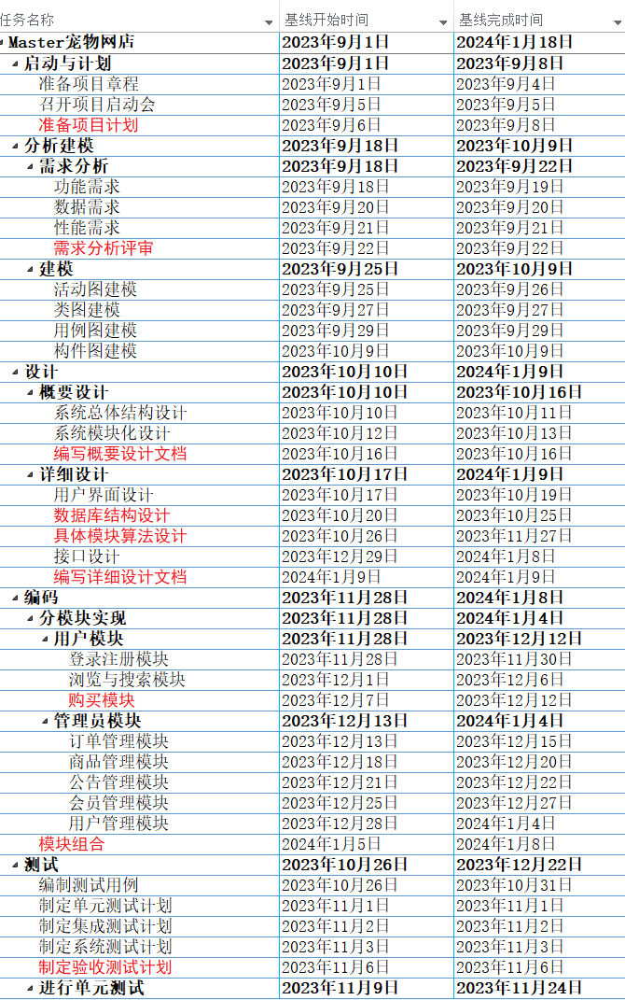 任务名称 基线开始时间 基线完成时间
Master宠物网店 2023年9月1日 2024年1月18日
启动与计划 2023年9月1日 2023年9月8日
准备项目章程 2023年9月1日 2023年9月4日
召开项目启动会 2023年9月5日 2023年9月5日
准备项目计划 2023年9月6日 2023年9月8日
分析建模 2023年9月18日 2023年10月9日
需求分析 2023年9月18日 2023年9月22日
功能需求 2023年9月18日 2023年9月19日
数据需求 2023年9月20日 2023年9月20日
性能需求 2023年9月21日 2023年9月21日
需求分析评审 2023年9月22日 2023年9月22日
建模 2023年9月25日 2023年10月9日
活动图建模 2023年9月25日 2023年9月26日
类图建模 2023年9月27日 2023年9月27日
用例图建模 2023年9月29日 2023年9月29日
构件图建模 2023年10月9日 2023年10月9日
设计 2023年10月10日 2024年1月9日
概要设计 2023年10月10日 2023年10月16日
系统总体结构设计 2023年10月10日 2023年10月11日
系统模块化设计 2023年10月12日 2023年10月13日
编写概要设计文档 2023年10月16日 2023年10月16日
详细设计 2023年10月17日 2024年1月9日
用户界面设计 2023年10月17日 2023年10月19日
数据库结构设计 2023年10月20日 2023年10月25日
具体模块算法设计 2023年10月26日 2023年11月27日
接口设计 2023年12月29日 2024年1月8日
编写详细设计文档 2024年1月9日 2024年1月9日
编码 2023年11月28日 2024年1月8日
分模块实现 2023年11月28日 2024年1月4日
用户模块 2023年11月28日 2023年12月12日
登录注册模块 2023年11月28日 2023年11月30日
浏览与搜索模块 2023年12月1日 2023年12月6日
购买模块 2023年12月7日 2023年12月12日
管理员模块 2023年12月13日 2024年1月4日
订单管理模块 2023年12月13日 2023年12月15日
商品管理模块 2023年12月18日 2023年12月20日
公告管理模块 2023年12月21日 2023年12月22日
会员管理模块 2023年12月25日 2023年12月27日
用户管理模块 2023年12月28日 2024年1月4日
模块组合 2024年1月5日 2024年1月8日
测试 2023年10月26日 2023年12月22日
编制测试用例 2023年10月26日 2023年10月31日
制定单元测试计划 2023年11月1日 2023年11月1日
制定集成测试计划 2023年11月2日 2023年11月2日
制定系统测试计划 2023年11月3日 2023年11月3日
制定验收测试计划 2023年11月6日 2023年11月6日
进行单元测试 2023年11月9日 2023年11月24日